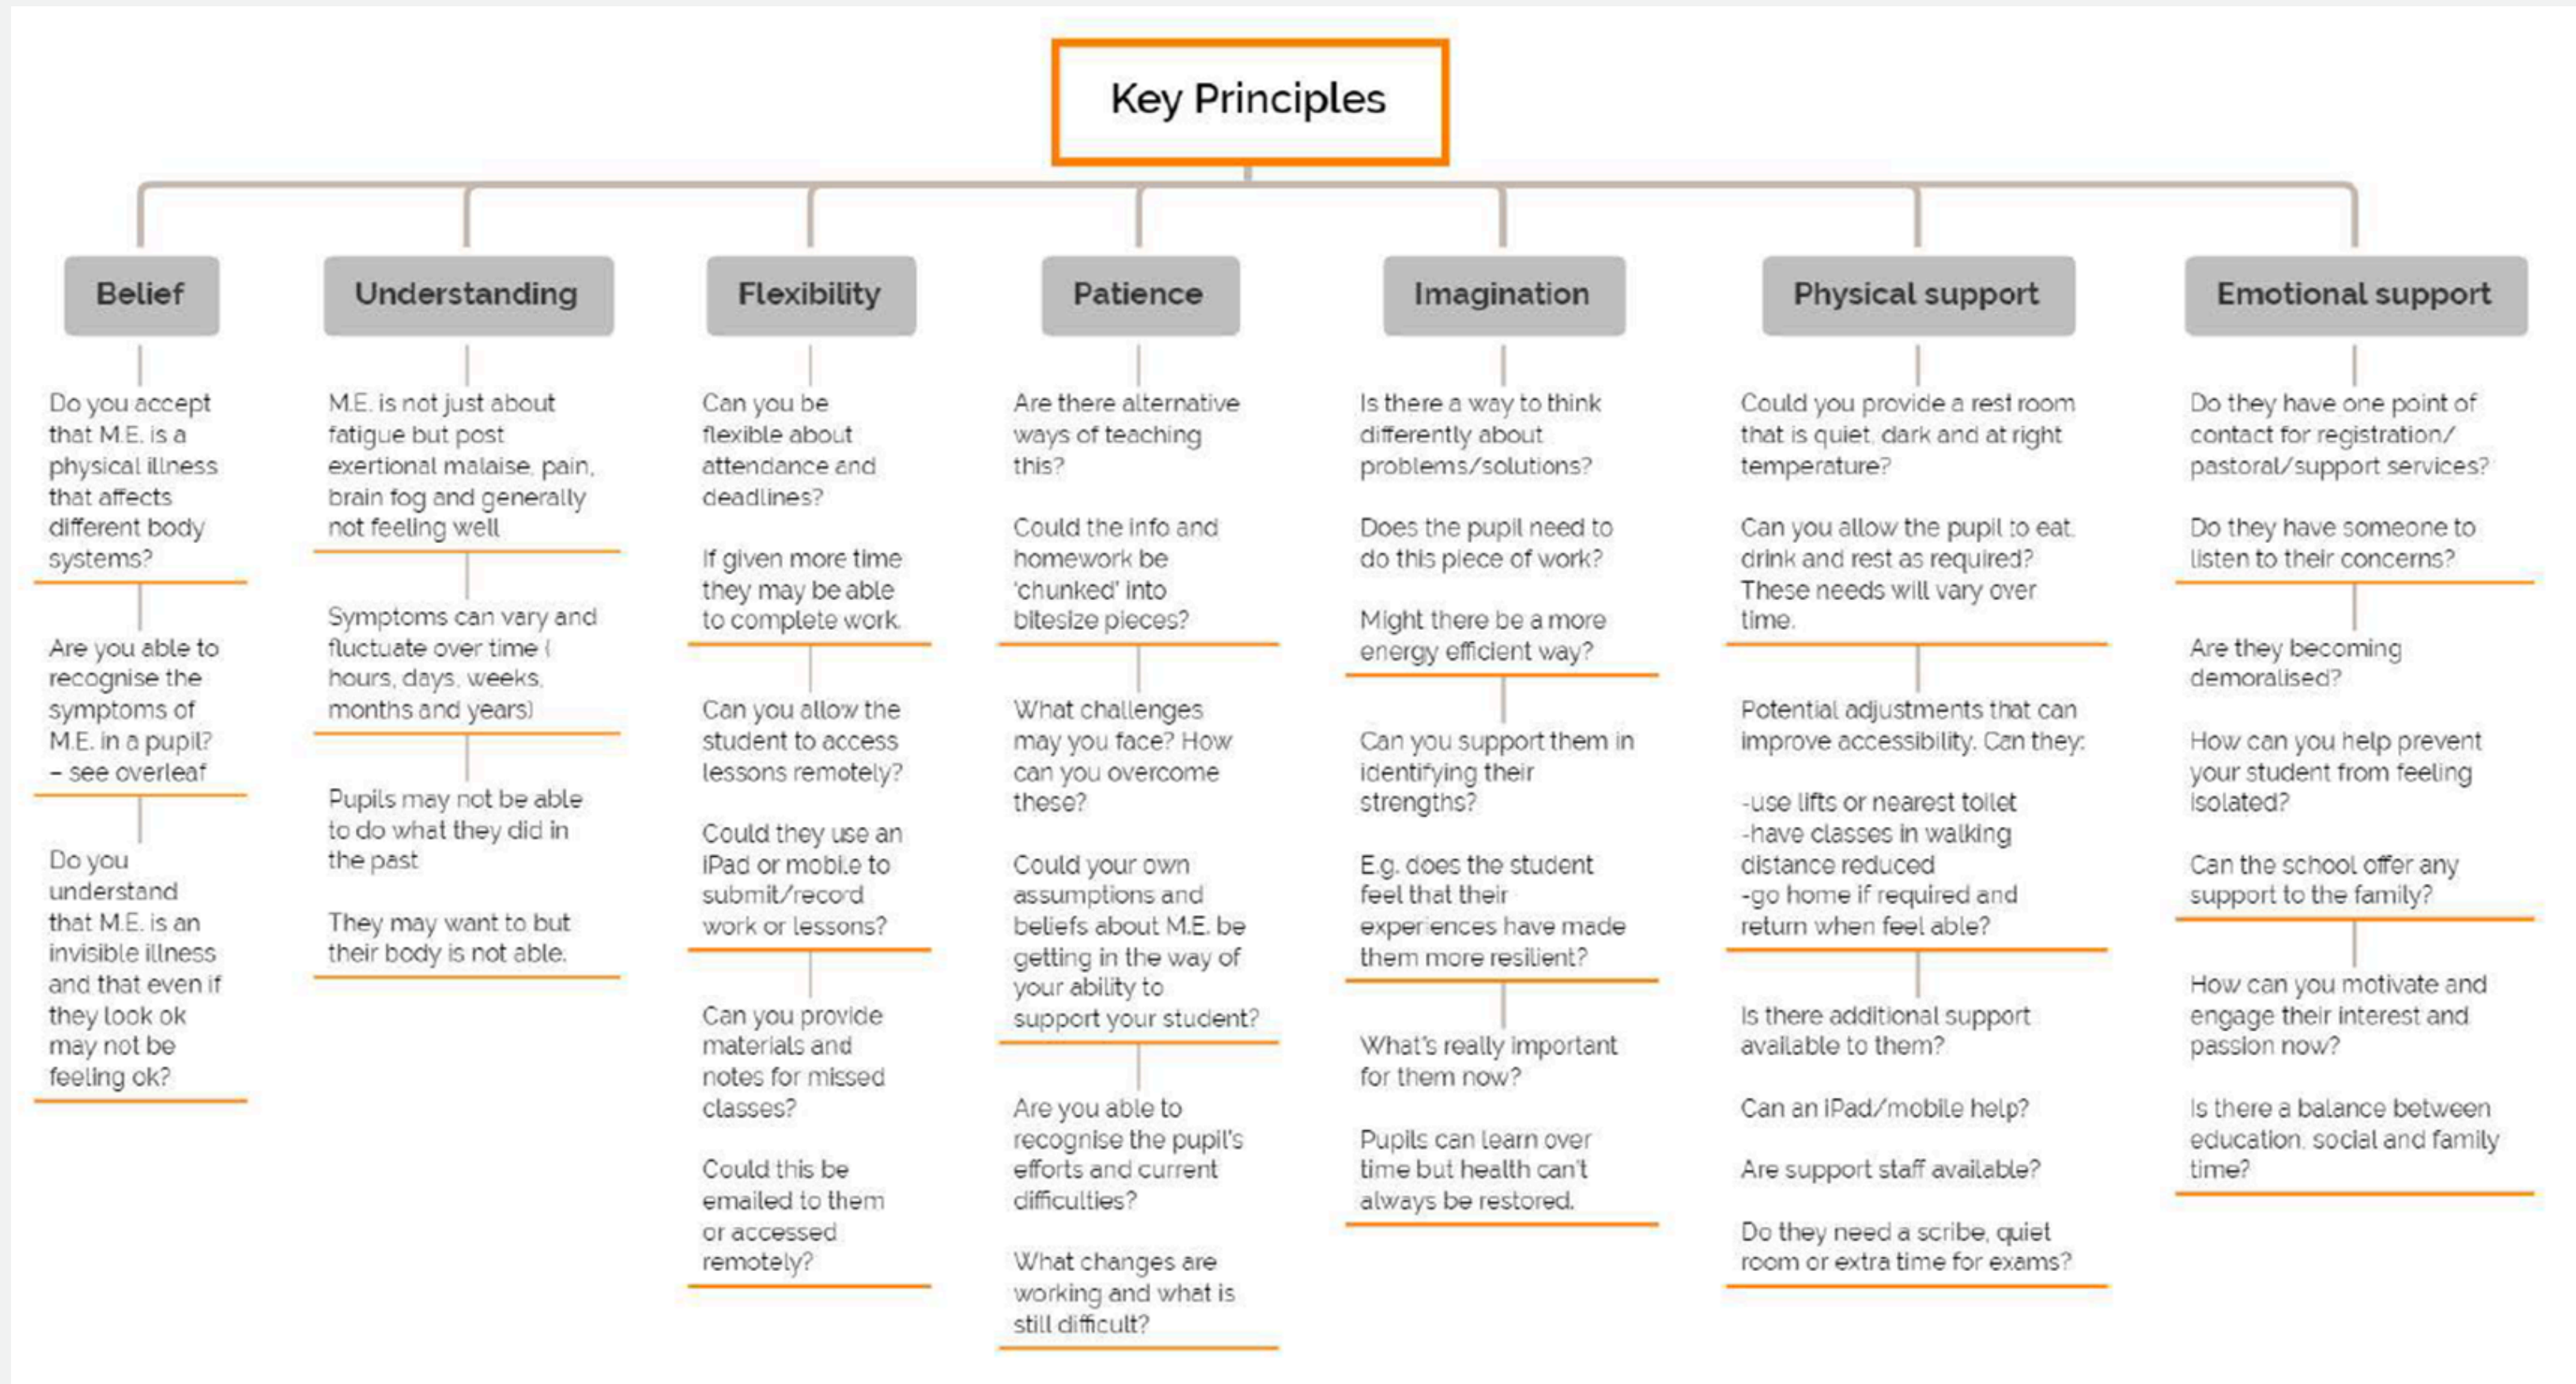 Key Principles
Belief
Do you accept
that M.E. is a
physical illness
that affects
different body
systems?
Are you able to
recognise the
symptoms of
M.E. in a pupil?
– see overleaf
Do you
understand
that M.E. is an
invisible illness
and that even if
they look ok
may not be
feeling ok?
Understanding
M.E. is not just about
fatigue but post
exertional malaise, pain,
brain fog and generally
not feeling well
Symptoms can vary and
fluctuate over time (
hours, days, weeks,
months and years)
Pupils may not be able
to do what they did in
the past
They may want to but
their body is not able.
Flexibility
Can you be
flexible about
attendance and
deadlines?
If given more time
they may be able
to complete work.
Can you allow the
student to access
lessons remotely?
Could they use an
iPad or mobile to
submit/record
work or lessons?
Can you provide
materials and
notes for missed
classes?
Could this be
emailed to them
or accessed
remotely?
Patience
Are there alternative
ways of teaching
this?
Could the info and
homework be
‘chunked’ into
bitesize pieces?
What challenges
may you face? How
can you overcome
these?
Could your own
assumptions and
beliefs about M.E. be
getting in the way of
your ability to
support your student?
Are you able to
recognise the pupil's
efforts and current
difficulties?
What changes are
working and what is
still difficult?
Imagination
Is there a way to think
differently about
problems/solutions?
Does the pupil need to
do this piece of work?
Might there be a more
energy efficient way?
Can you support them in
identifying their
strengths?
E.g. does the student
feel that their
experiences have made
them more resilient?
What's really important
for them now?
Pupils can learn over
time but health can't
always be restored.
Physical support
Could you provide a rest room
that is quiet, dark and at right
temperature?
Can you allow the pupil to eat,
drink and rest as required?
These needs will vary over
time.
Potential adjustments that can
improve accessibility. Can they:
-use lifts or nearest toilet
-have classes in walking
distance reduced
-go home if required and
return when feel able?
Is there additional support
available to them?
Can an iPad/mobile help?
Are support staff available?
Do they need a scribe, quiet
room or extra time for exams?
Emotional support
Do they have one point of
contact for registration/
pastoral/support services?
Do they have someone to
listen to their concerns?
Are they becoming
demoralised?
How can you help prevent
your student from feeling
isolated?
Can the school offer any
support to the family?
How can you motivate and
engage their interest and
passion now?
Is there a balance between
education, social and family
time?